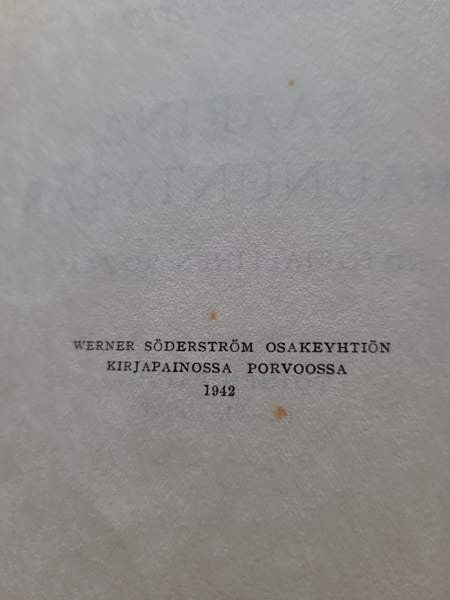 WERNER SÖDERSTRÖM OSAKEYHTIÖN
KIRJAPAINOSSA PORVOOSSA
1942